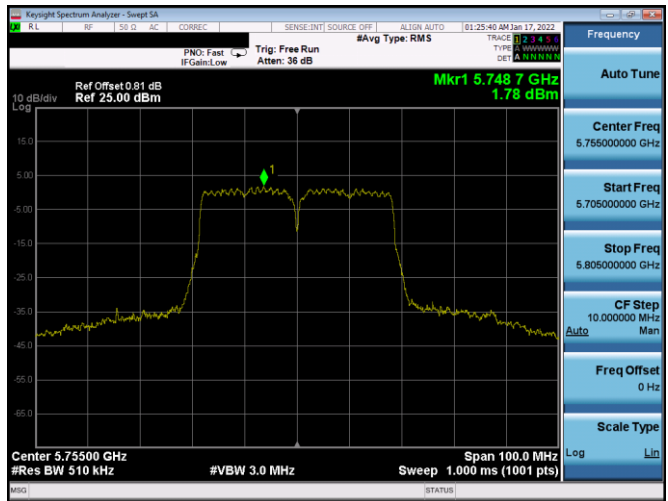 Keysight Spectrum Analyzer - Swept SA
RL RF 50 Ω AC CORREC SENSE:INT SOURCE OFF ALIGN AUTO 01:25:40 AM Jan 17, 2022
#Avg Type: RMS
TRACE 1 2 3 4 5 6
TYPE A WWWWW
DET A N N N N N
PNO: Fast
IFGain:Low
Trig: Free Run
Atten: 36 dB
Mkr1 5.748 7 GHz
1.78 dBm
Ref Offset 0.81 dB
Ref 25.00 dBm
10 dB/div
Log
15.0
5.00
-5.00
-15.0
-25.0
-35.0
-45.0
-55.0
-65.0
1
Center 5.75500 GHz
#Res BW 510 kHz
#VBW 3.0 MHz
Span 100.0 MHz
Sweep 1.000 ms (1001 pts)
MSG
STATUS
Frequency
Auto Tune
Center Freq
5.755000000 GHz
Start Freq
5.705000000 GHz
Stop Freq
5.805000000 GHz
CF Step
10.000000 MHz
Auto Man
Freq Offset
0 Hz
Scale Type
Log Lin